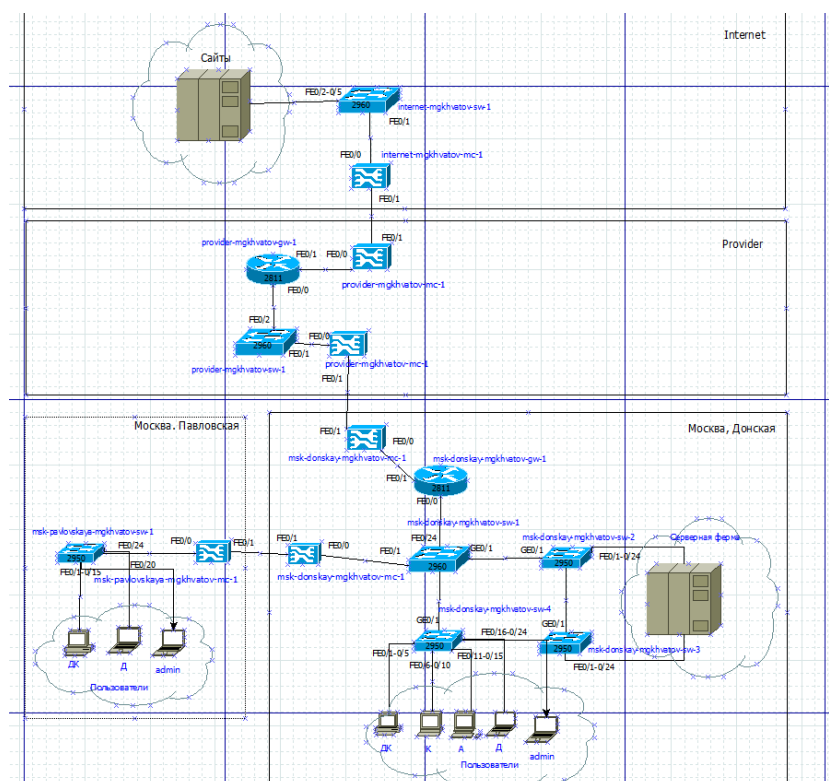 Internet
Сайты
FE0/2-0/5
2960
internet-mgkhvatov-sw-1
FE0/1
FE0/0
internet-mgkhvatov-mc-1
FE0/1
Provider
FE0/1
provider-mgkhvatov-gw-1
FE0/1
FE0/0
2811
provider-mgkhvatov-mc-1
FE0/0
FE0/2
FE0/0
2960
FE0/1
provider-mgkhvatov-sw-1
provider-mgkhvatov-mc-1
FE0/1
Москва. Павловская
Москва, Донская
FE0/1
FE0/0
msk-donskay-mgkhvatov-mc-1
msk-donskay-mgkhvatov-gw-1
FE0/1
2811
FE0/0
msk-donskay-mgkhvatov-sw-1
msk-pavlovskaya-mgkhvatov-sw-1
FE0/24
FE0/0
FE0/1
FE0/24
msk-donskay-mgkhvatov-sw-2
Серверная ферма
2950
FE0/1
FE0/0
FE0/1
GE0/1
GE0/1
2950
FE0/1-0/24
FE0/1-0/15
FE0/20
msk-pavlovskaya-mgkhvatov-mc-1
msk-donskay-mgkhvatov-mc-1
2960
msk-donskay-mgkhvatov-sw-4
GE0/1
GE0/1
FE0/16-0/24
2950
2950
msk-donskay-mgkhvatov-sw-3
FE0/1-0/5
FE0/6-0/10
FE0/11-0/15
FE0/1-0/24
ДК
Д
admin
Пользователи
ДК
К
А
Д
admin
Пользователи